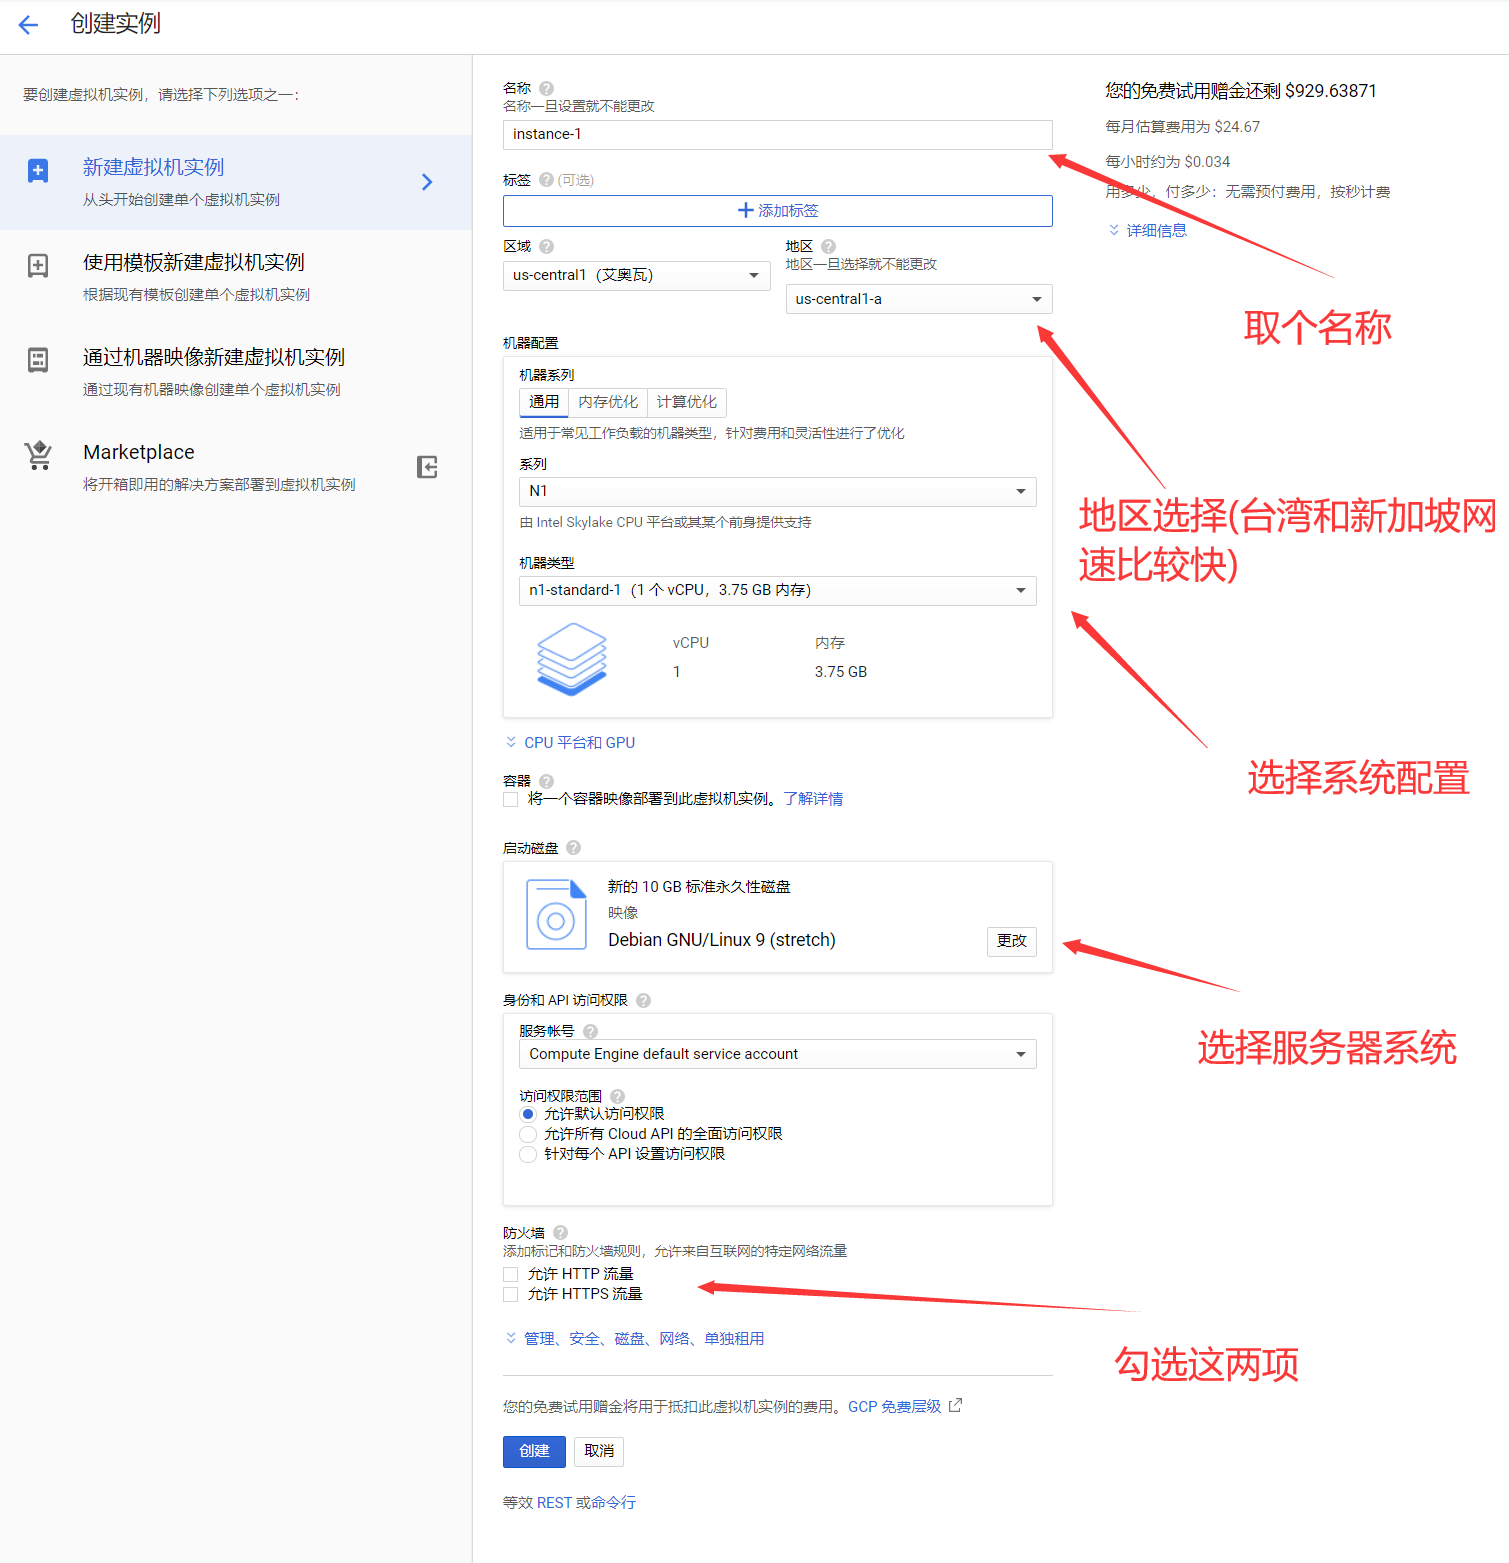 创建实例
要创建虚拟机实例，请选择下列选项之一：
新建虚拟机实例
从头开始创建单个虚拟机实例
使用模板新建虚拟机实例
根据现有模板创建单个虚拟机实例
通过机器映像新建虚拟机实例
通过现有机器映像创建单个虚拟机实例
Marketplace
将开箱即用的解决方案部署到虚拟机实例
名称
名称一旦设置就不能更改
instance-1
标签 (可选)
添加标签
区域
us-central1（艾奥瓦）
地区
地区一旦选择就不能更改
us-central1-a
机器配置
机器系列
通用 内存优化 计算优化
适用于常见工作负载的机器类型，针对费用和灵活性进行了优化
系列
N1
由 Intel Skylake CPU 平台或其某个前身提供支持
机器类型
n1-standard-1（1 个 vCPU，3.75 GB 内存）
vCPU 内存
1 3.75 GB
CPU 平台和 GPU
容器
将一个容器映像部署到此虚拟机实例。了解详情
启动磁盘
新的 10 GB 标准永久性磁盘
映像
Debian GNU/Linux 9 (stretch)
更改
身份和 API 访问权限
服务帐号
Compute Engine default service account
访问权限范围
允许默认访问权限
允许所有 Cloud API 的全面访问权限
针对每个 API 设置访问权限
防火墙
添加标记和防火墙规则，允许来自互联网的特定网络流量
允许 HTTP 流量
允许 HTTPS 流量
管理、安全、磁盘、网络、单独租用
您的免费试用赠金将用于抵扣此虚拟机实例的费用。GCP 免费层级
创建 取消
等效 REST 或命令行
您的免费试用赠金还剩 $929.63871
每月估算费用为 $24.67
每小时约为 $0.034
用多少，付多少：无需预付费用，按秒计费
详细信息
取个名称
地区选择(台湾和新加坡网
速比较快)
选择系统配置
选择服务器系统
勾选这两项